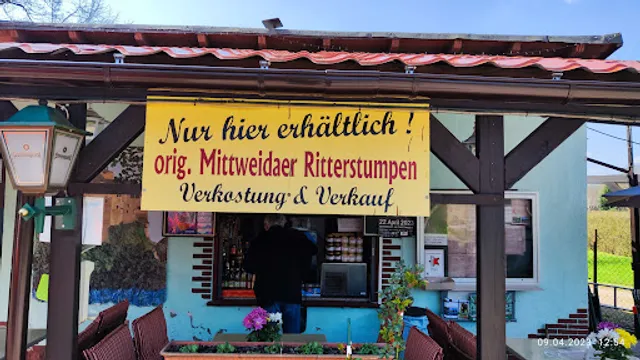 Nur hier erhältlich !
orig. Mittweidaer Ritterstumpen
Verkostung & Verkauf
22.April 2023
09.04.2023 12:54